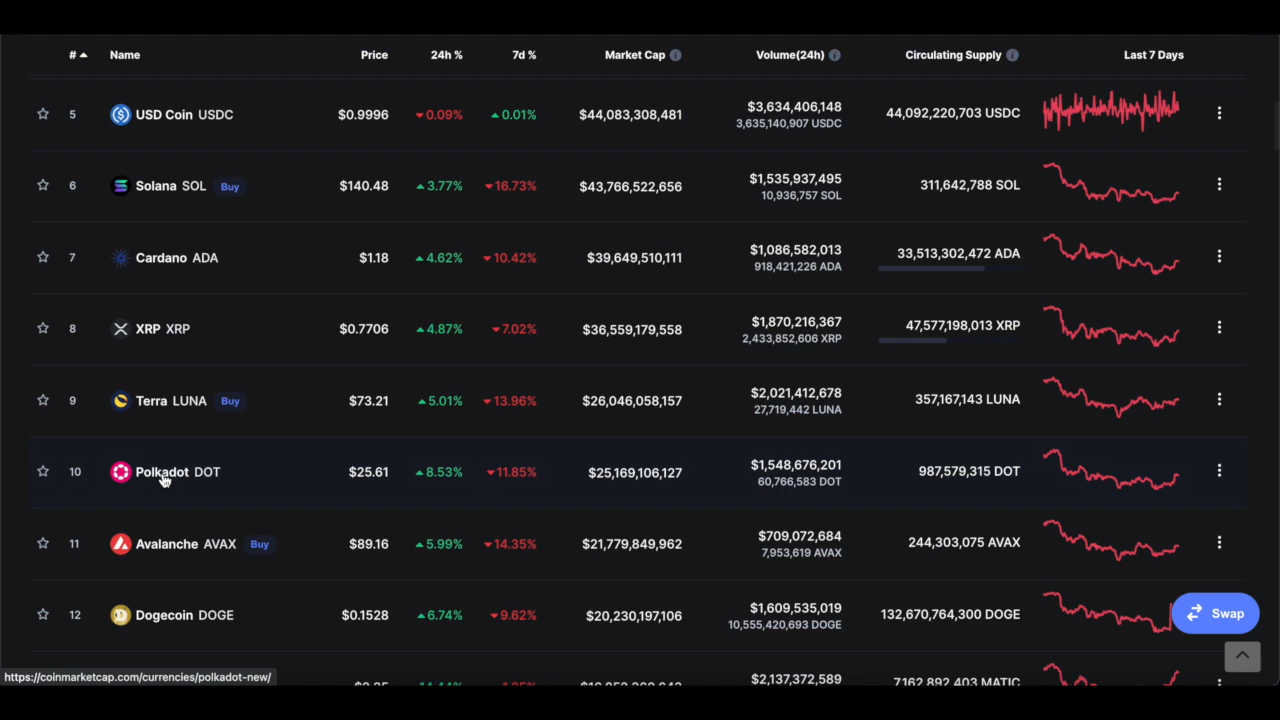 # Name Price 24h % 7d % Market Cap Volume(24h) Circulating Supply Last 7 Days
5 USD Coin USDC $0.9996 0.09% 0.01% $44,083,308,481 $3,634,406,148 44,092,220,703 USDC
3,635,140,907 USDC
6 Solana SOL Buy $140.48 3.77% 16.73% $43,766,522,656 $1,535,937,495 311,642,788 SOL
10,936,757 SOL
7 Cardano ADA $1.18 4.62% 10.42% $39,649,510,111 $1,086,582,013 33,513,302,472 ADA
918,421,226 ADA
8 XRP XRP $0.7706 4.87% 7.02% $36,559,179,558 $1,870,216,367 47,577,198,013 XRP
2,433,852,606 XRP
9 Terra LUNA Buy $73.21 5.01% 13.96% $26,046,058,157 $2,021,412,678 357,167,143 LUNA
27,719,442 LUNA
10 Polkadot DOT $25.61 8.53% 11.85% $25,169,106,127 $1,548,676,201 987,579,315 DOT
60,766,583 DOT
11 Avalanche AVAX Buy $89.16 5.99% 14.35% $21,779,849,962 $709,072,684 244,303,075 AVAX
7,953,619 AVAX
12 Dogecoin DOGE $0.1528 6.74% 9.62% $20,230,197,106 $1,609,535,019 132,670,764,300 DOGE
10,555,420,693 DOGE
Swap
https://coinmarketcap.com/currencies/polkadot-new/
$2,137,372,589 MATIC